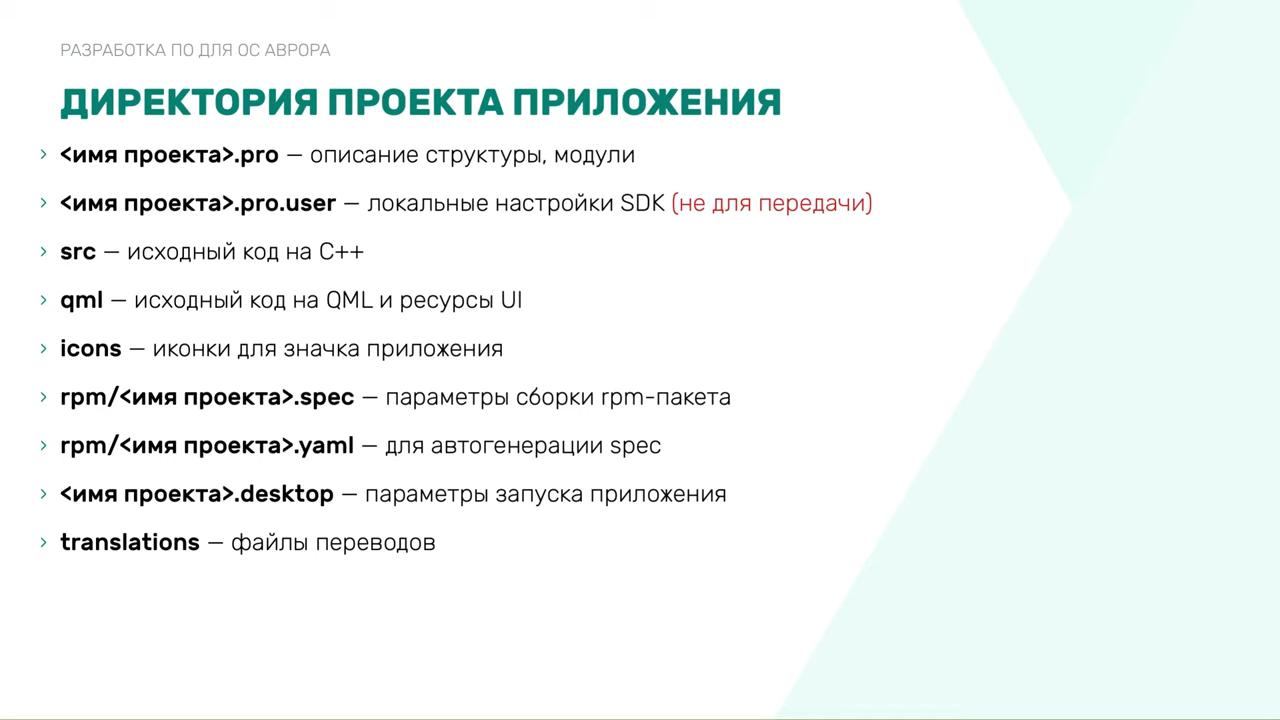 РАЗРАБОТКА ПО ДЛЯ ОС АВРОРА
ДИРЕКТОРИЯ ПРОЕКТА ПРИЛОЖЕНИЯ
› <имя проекта>.pro — описание структуры, модули
› <имя проекта>.pro.user — локальные настройки SDK (не для передачи)
› src — исходный код на C++
› qml — исходный код на QML и ресурсы UI
› icons — иконки для значка приложения
› rpm/<имя проекта>.spec — параметры сборки rpm-пакета
› rpm/<имя проекта>.yaml — для автогенерации spec
› <имя проекта>.desktop — параметры запуска приложения
› translations — файлы переводов